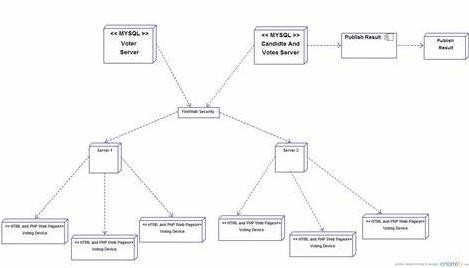 << MYSQL >>
Voter
Server
<< MYSQL >>
Candidte And
Votes Server
Publish Result
Publish
Result
FireWall Security
Server 1
Server 2
<< HTML and PHP Web Pages>>
Voting Device
<< HTML and PHP Web Pages>>
Voting Device
<< HTML and PHP Web Pages>>
Voting Device
<< HTML and PHP Web Pages>>
Voting Device
<< HTML and PHP Web Pages>>
Voting Device
<< HTML and PHP Web Pages>>
Voting Device